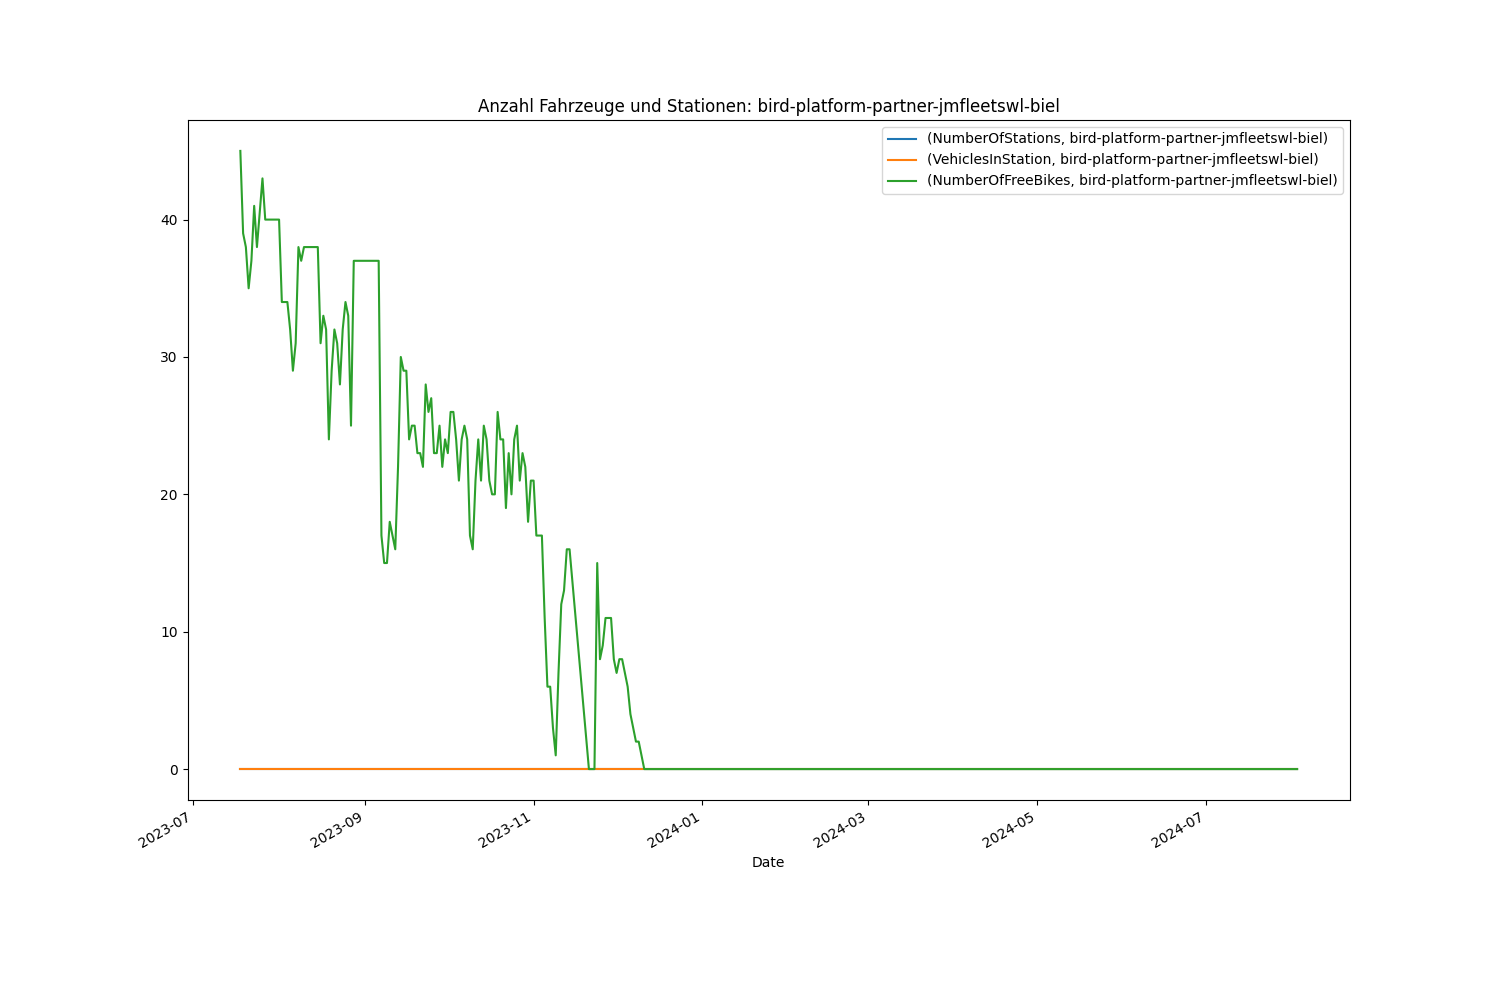 Anzahl Fahrzeuge und Stationen: bird-platform-partner-jmfleetswl-biel
(NumberOfStations, bird-platform-partner-jmfleetswl-biel)
(VehiclesInStation, bird-platform-partner-jmfleetswl-biel)
(NumberOfFreeBikes, bird-platform-partner-jmfleetswl-biel)
40
30
20
10
0
2023-07
2023-09
2023-11
2024-01
2024-03
2024-05
2024-07
Date